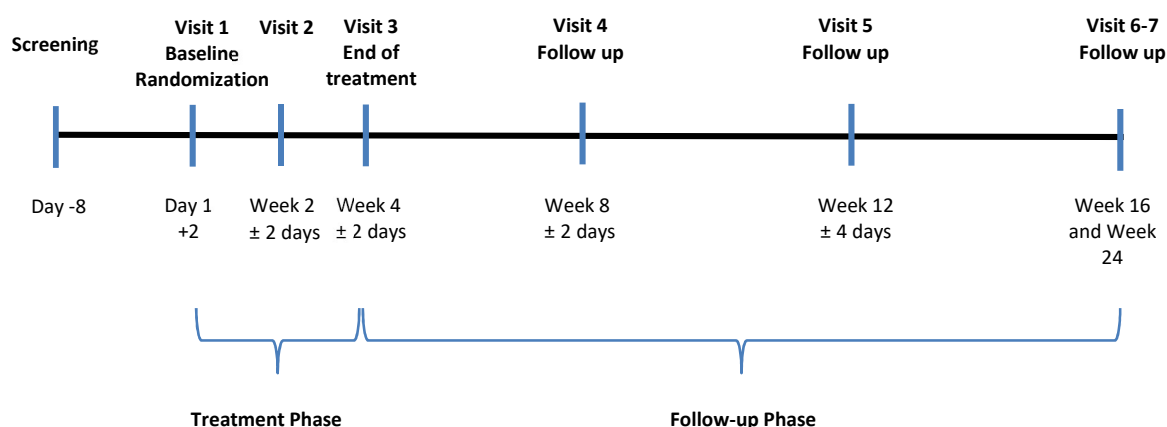 Screening
Visit 1
Baseline
Randomization
Visit 2
Visit 3
End of
treatment
Visit 4
Follow up
Visit 5
Follow up
Visit 6-7
Follow up
Day -8
Day 1
+2
Week 2
± 2 days
Week 4
± 2 days
Week 8
± 2 days
Week 12
± 4 days
Week 16
and Week
24
Treatment Phase
Follow-up Phase